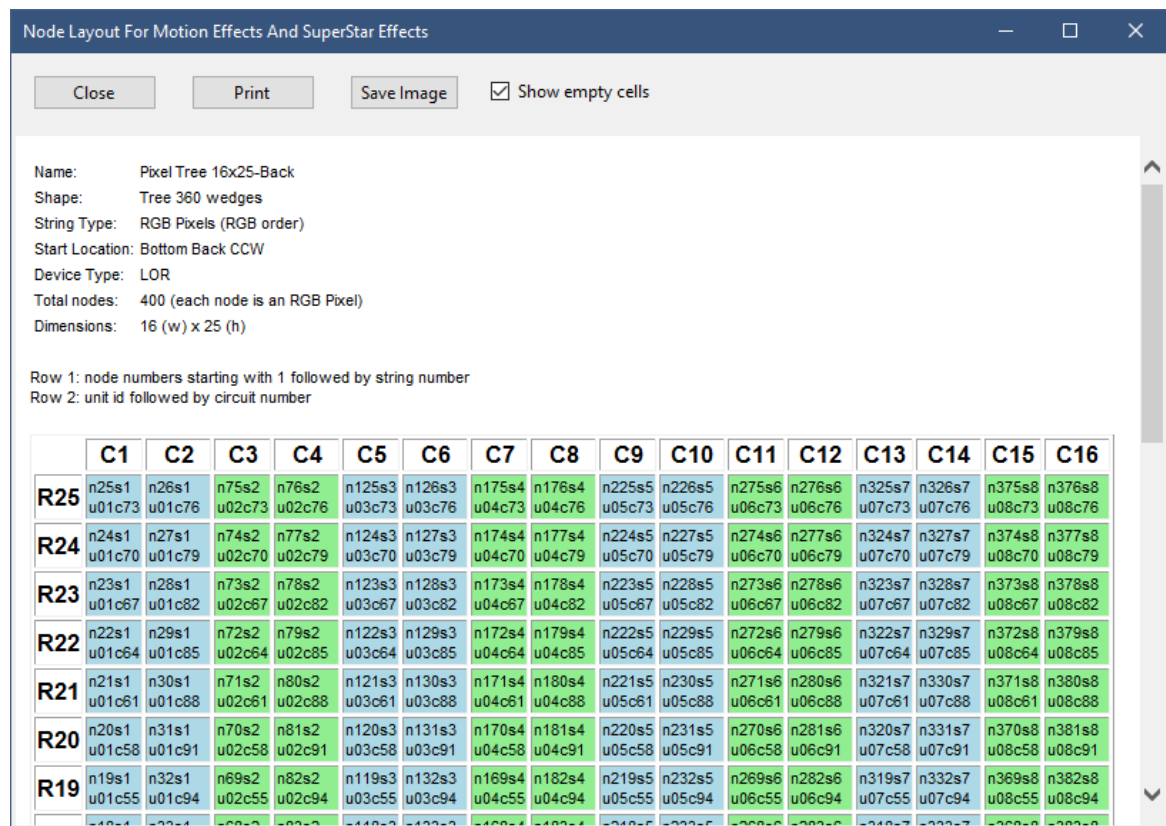 Node Layout For Motion Effects And SuperStar Effects
Close Print Save Image Show empty cells
Name: Pixel Tree 16x25-Back
Shape: Tree 360 wedges
String Type: RGB Pixels (RGB order)
Start Location: Bottom Back CCW
Device Type: LOR
Total nodes: 400 (each node is an RGB Pixel)
Dimensions: 16 (w) x 25 (h)
Row 1: node numbers starting with 1 followed by string number
Row 2: unit id followed by circuit number
C1 C2 C3 C4 C5 C6 C7 C8 C9 C10 C11 C12 C13 C14 C15 C16
R25
n25s1 n26s1 n75s2 n76s2 n125s3 n126s3 n175s4 n176s4 n225s5 n226s5 n275s6 n276s6 n325s7 n326s7 n375s8 n376s8
u01c73 u01c76 u02c73 u02c76 u03c73 u03c76 u04c73 u04c76 u05c73 u05c76 u06c73 u06c76 u07c73 u07c76 u08c73 u08c76
R24
n24s1 n27s1 n74s2 n77s2 n124s3 n127s3 n174s4 n177s4 n224s5 n227s5 n274s6 n277s6 n324s7 n327s7 n374s8 n377s8
u01c70 u01c79 u02c70 u02c79 u03c70 u03c79 u04c70 u04c79 u05c70 u05c79 u06c70 u06c79 u07c70 u07c79 u08c70 u08c79
R23
n23s1 n28s1 n73s2 n78s2 n123s3 n128s3 n173s4 n178s4 n223s5 n228s5 n273s6 n278s6 n323s7 n328s7 n373s8 n378s8
u01c67 u01c82 u02c67 u02c82 u03c67 u03c82 u04c67 u04c82 u05c67 u05c82 u06c67 u06c82 u07c67 u07c82 u08c67 u08c82
R22
n22s1 n29s1 n72s2 n79s2 n122s3 n129s3 n172s4 n179s4 n222s5 n229s5 n272s6 n279s6 n322s7 n329s7 n372s8 n379s8
u01c64 u01c85 u02c64 u02c85 u03c64 u03c85 u04c64 u04c85 u05c64 u05c85 u06c64 u06c85 u07c64 u07c85 u08c64 u08c85
R21
n21s1 n30s1 n71s2 n80s2 n121s3 n130s3 n171s4 n180s4 n221s5 n230s5 n271s6 n280s6 n321s7 n330s7 n371s8 n380s8
u01c61 u01c88 u02c61 u02c88 u03c61 u03c88 u04c61 u04c88 u05c61 u05c88 u06c61 u06c88 u07c61 u07c88 u08c61 u08c88
R20
n20s1 n31s1 n70s2 n81s2 n120s3 n131s3 n170s4 n181s4 n220s5 n231s5 n270s6 n281s6 n320s7 n331s7 n370s8 n381s8
u01c58 u01c91 u02c58 u02c91 u03c58 u03c91 u04c58 u04c91 u05c58 u05c91 u06c58 u06c91 u07c58 u07c91 u08c58 u08c91
R19
n19s1 n32s1 n69s2 n82s2 n119s3 n132s3 n169s4 n182s4 n219s5 n232s5 n269s6 n282s6 n319s7 n332s7 n369s8 n382s8
u01c55 u01c94 u02c55 u02c94 u03c55 u03c94 u04c55 u04c94 u05c55 u05c94 u06c55 u06c94 u07c55 u07c94 u08c55 u08c94